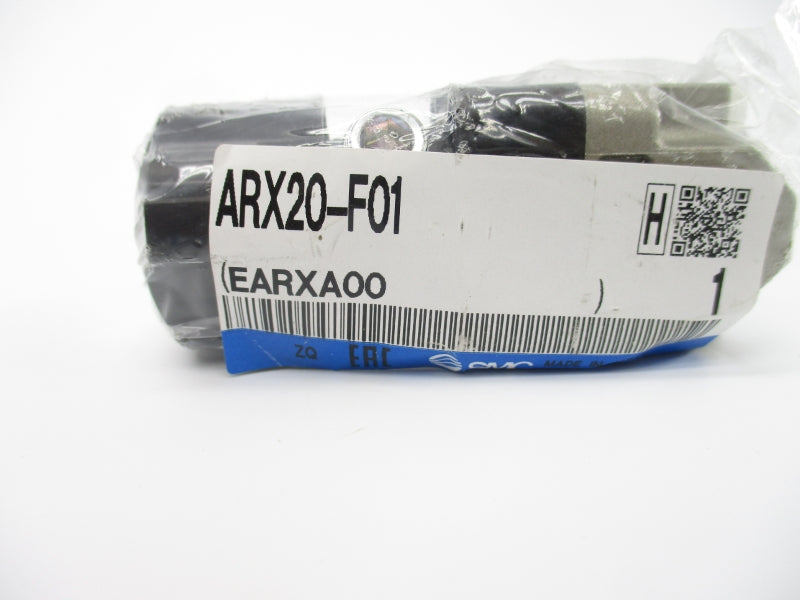 ARX20-F01
H
(EARXA00 )
1
ZQ EAC SMC MADE IN